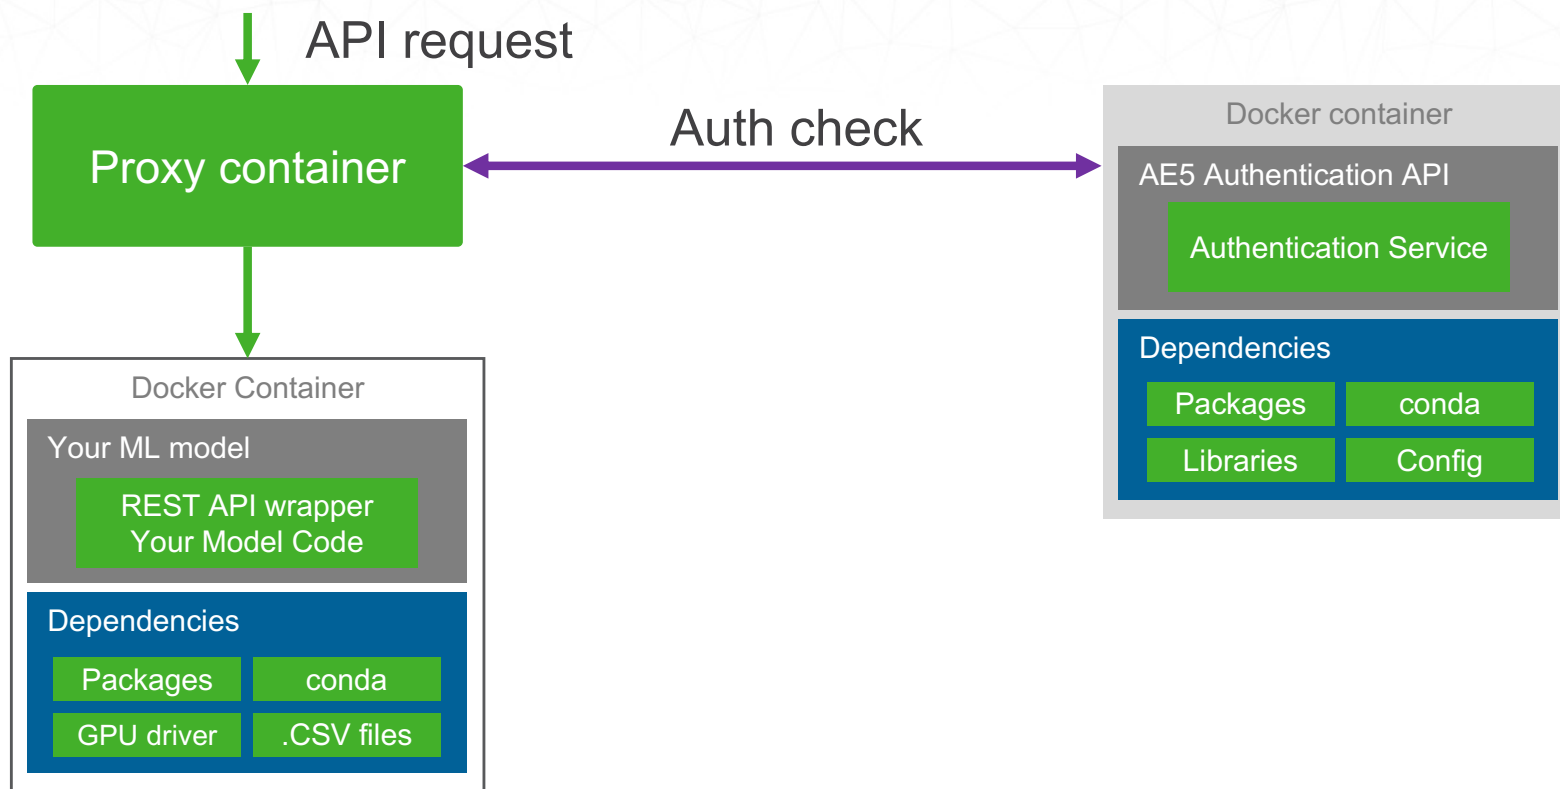 API request
Proxy container
Auth check
Docker container
AE5 Authentication API
Authentication Service
Dependencies
Packages
conda
Libraries
Config
Docker Container
Your ML model
REST API wrapper
Your Model Code
Dependencies
Packages
conda
GPU driver
.CSV files